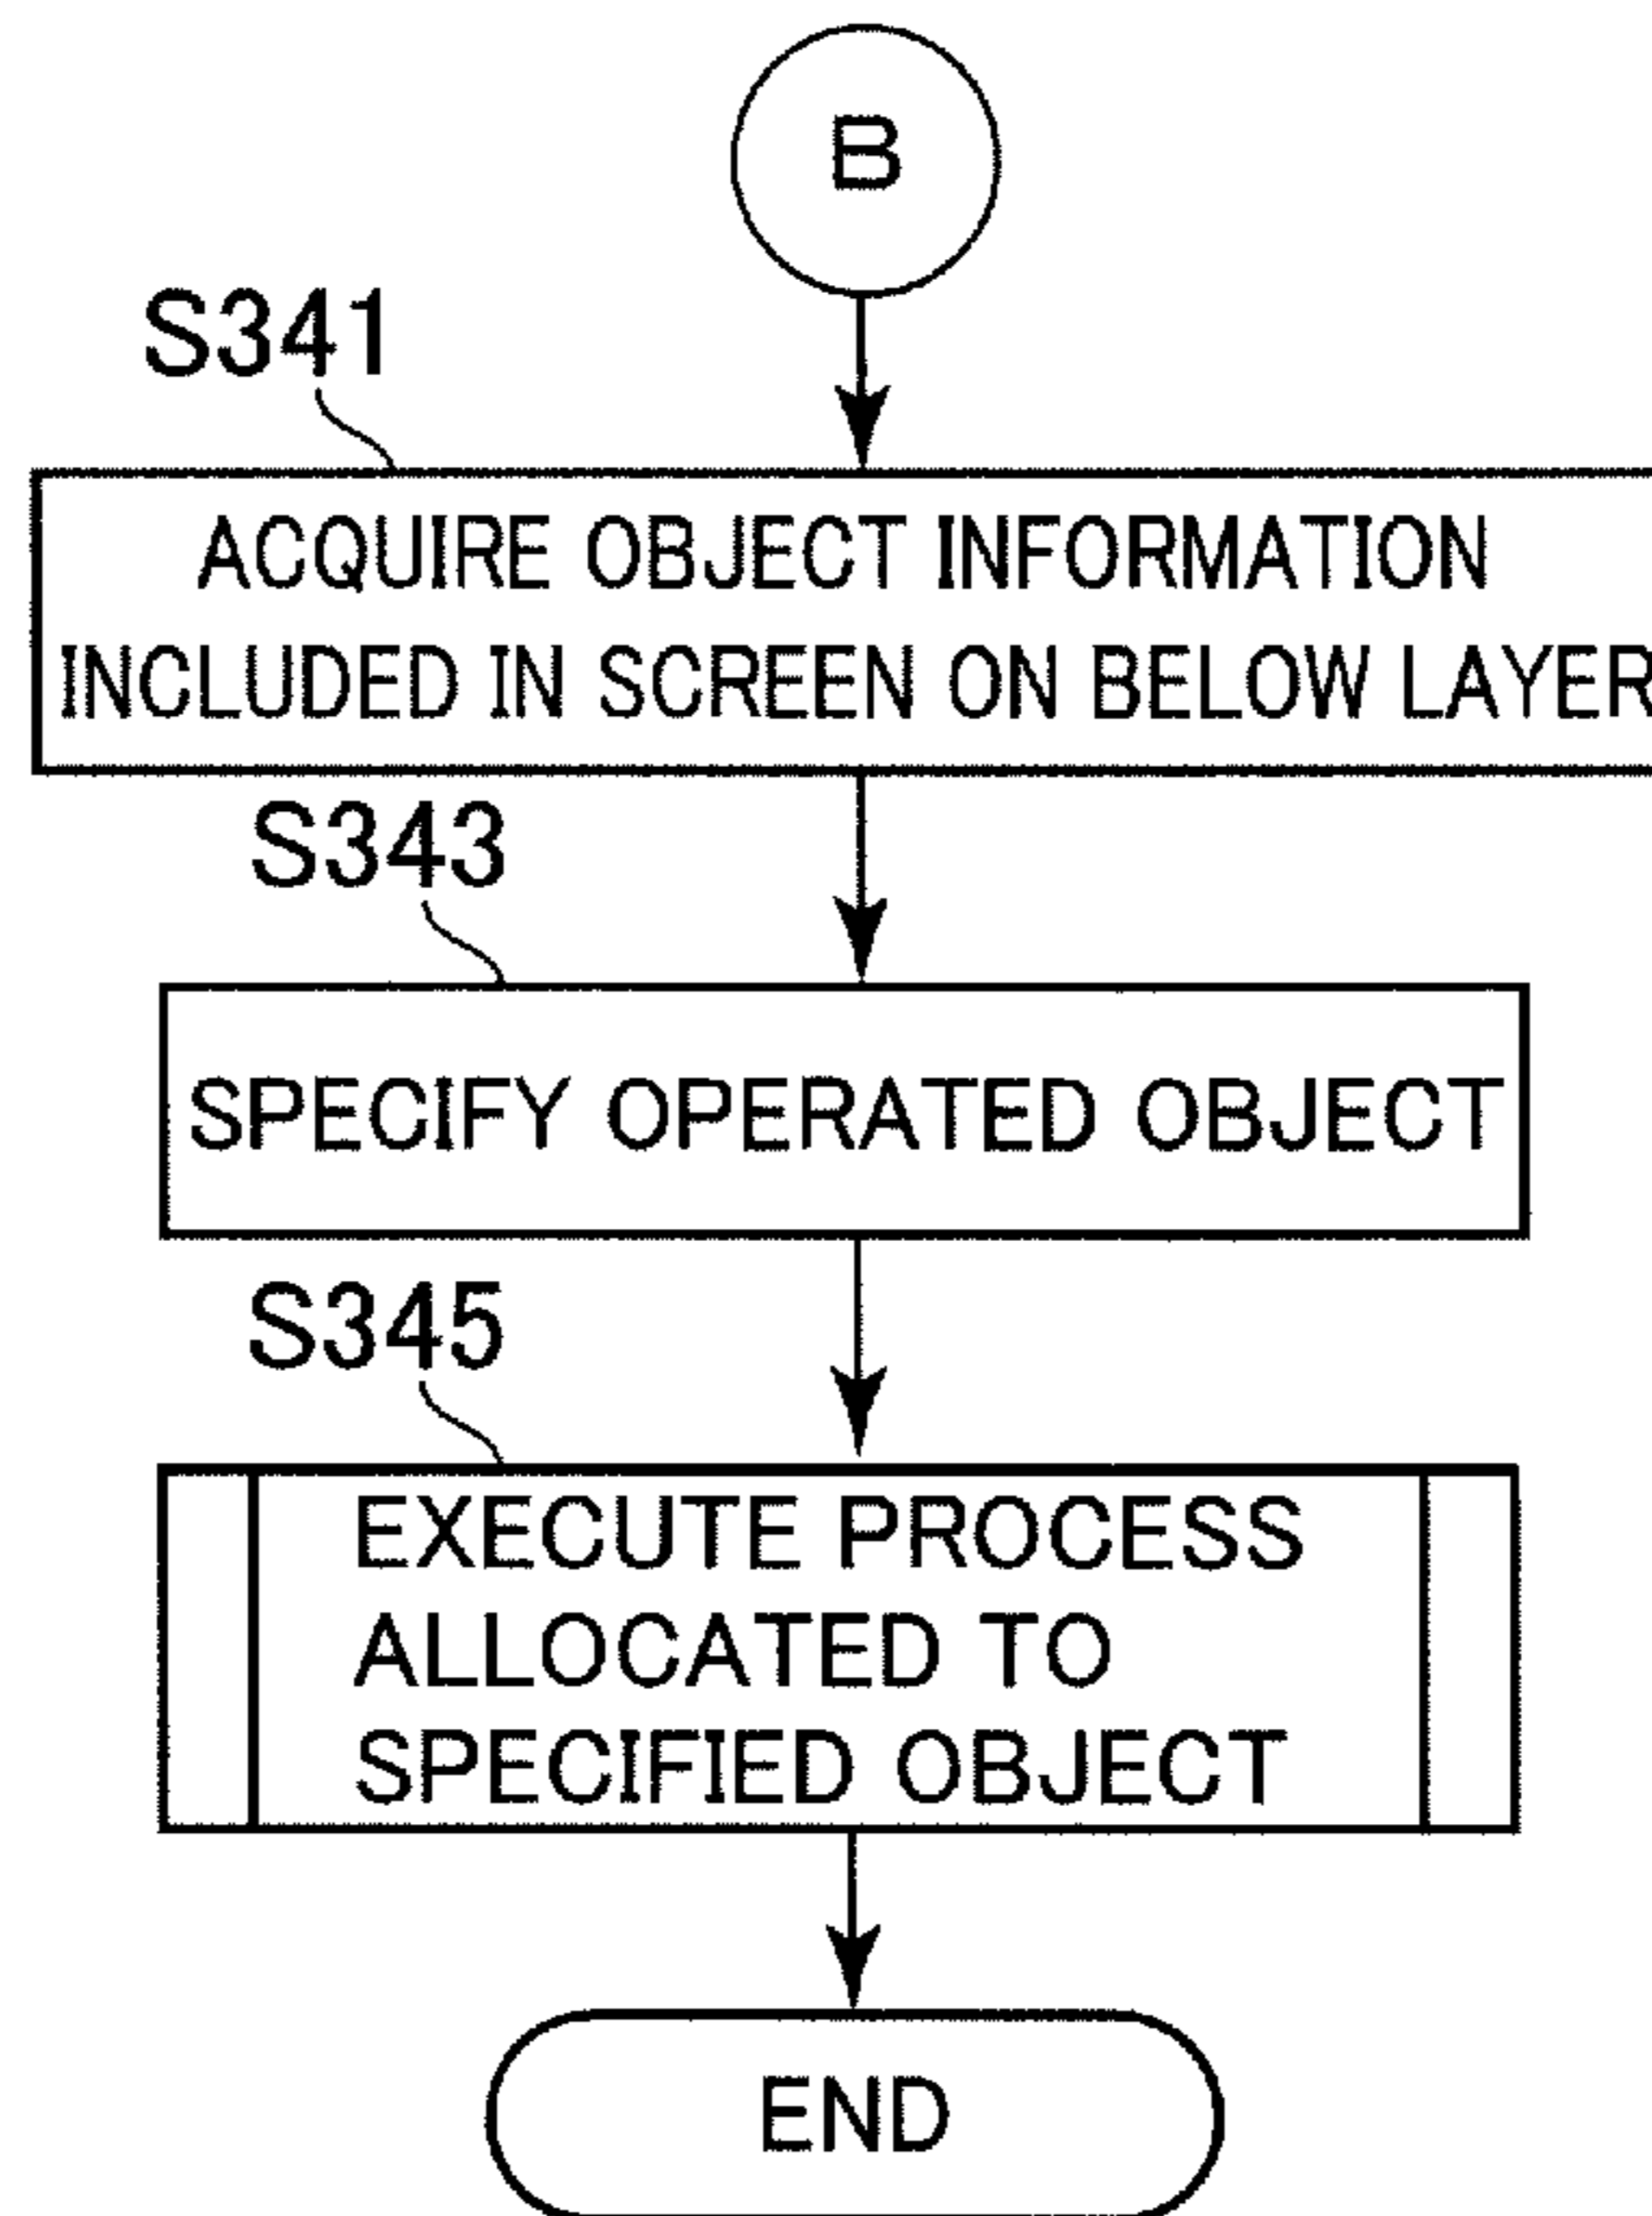 B
S341
ACQUIRE OBJECT INFORMATION
INCLUDED IN SCREEN ON BELOW LAYER
S343
SPECIFY OPERATED OBJECT
S345
EXECUTE PROCESS
ALLOCATED TO
SPECIFIED OBJECT
END